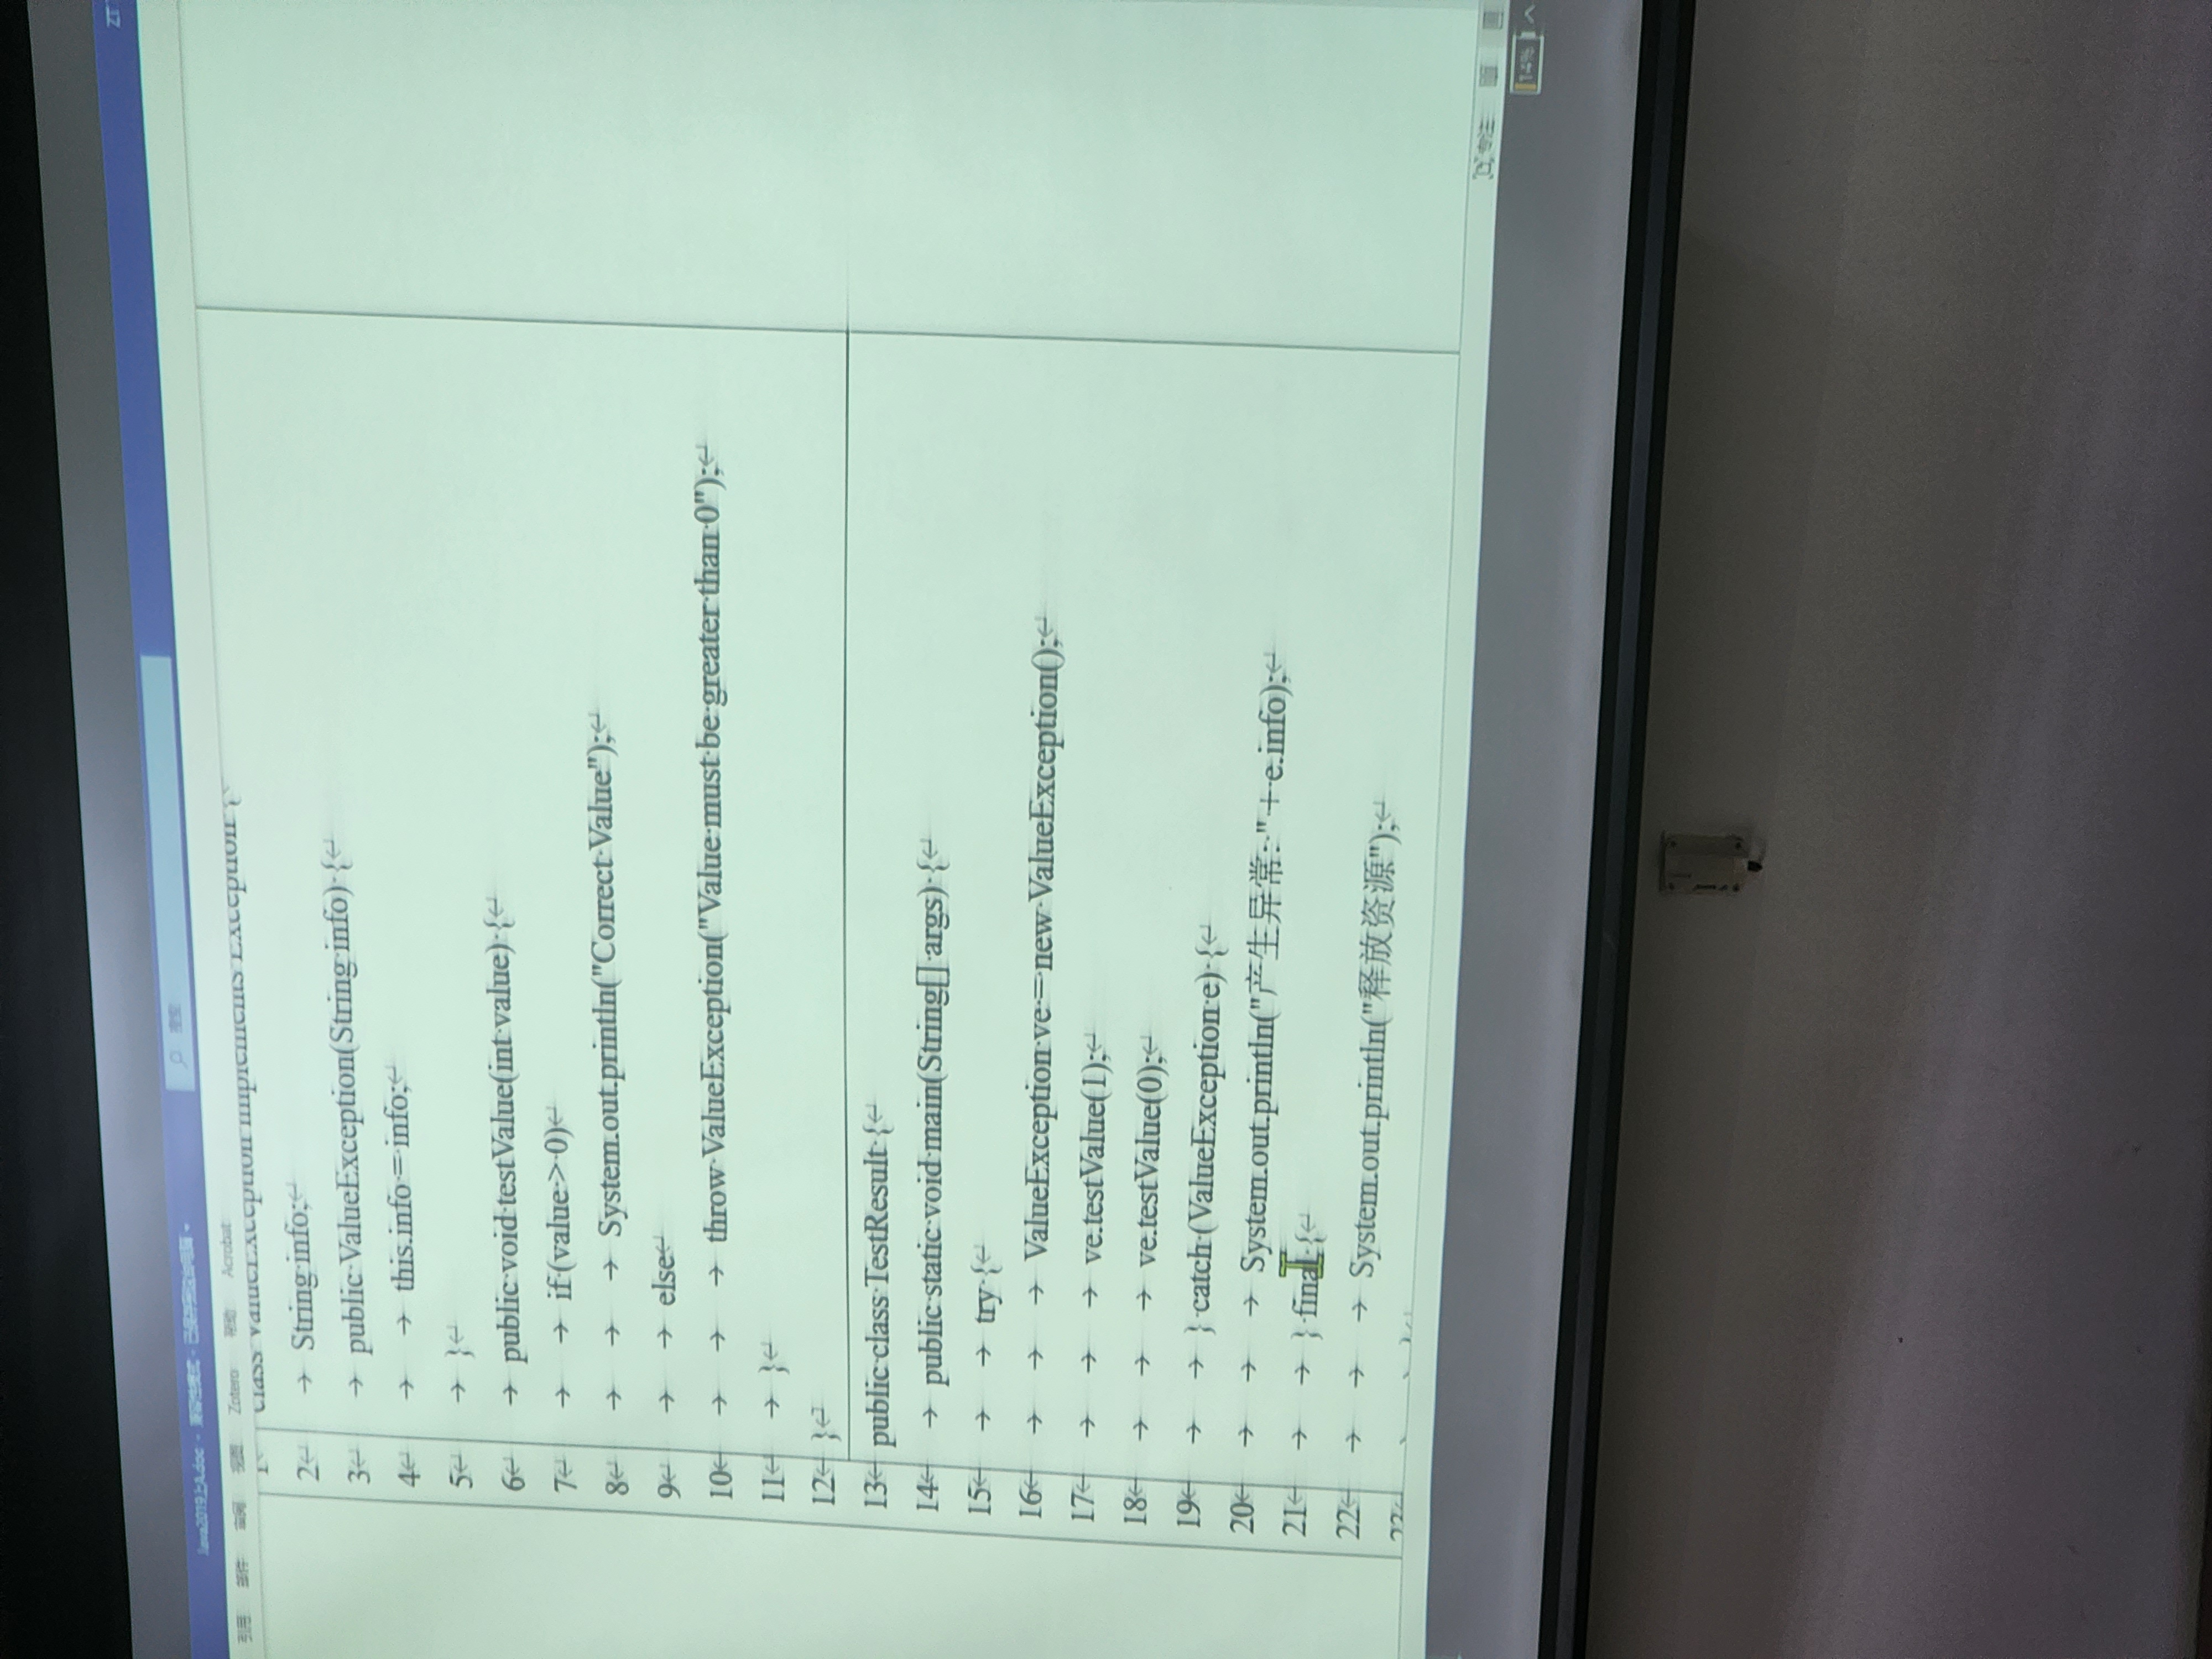 Java2019上A.doc - 兼容性模式 - 已保存到这台电脑
搜索
ZT
引用 邮件 审阅 视图 Zotero 帮助 Acrobat
1 class ValueException implements Exception {
2 String info;
3 public ValueException(String info) {
4 this.info = info;
5 }
6 public void testValue(int value) {
7 if (value > 0)
8 System.out.println("Correct Value");
9 else
10 throw ValueException("Value must be greater than 0");
11 }
12 }
13 public class TestResult {
14 public static void main(String[] args) {
15 try {
16 ValueException ve = new ValueException();
17 ve.testValue(1);
18 ve.testValue(0);
19 } catch (ValueException e) {
20 System.out.println("产生异常: " + e.info);
21 } final {
22 System.out.println("释放资源");
23 }
专注
14%